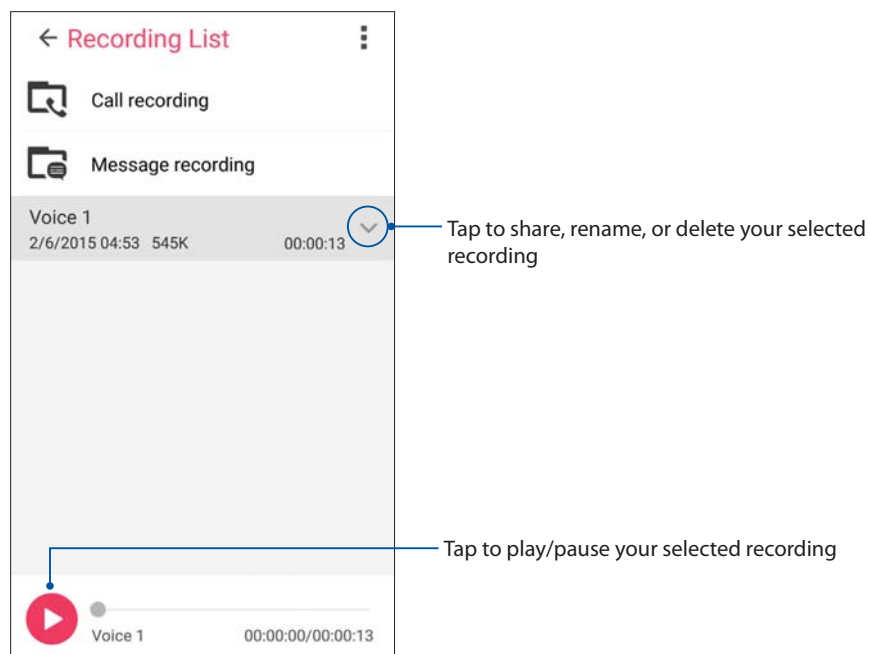 Recording List
Call recording
Message recording
Voice 1
2/6/2015 04:53 545K 00:00:13
Tap to share, rename, or delete your selected
recording
Tap to play/pause your selected recording
Voice 1 00:00:00/00:00:13